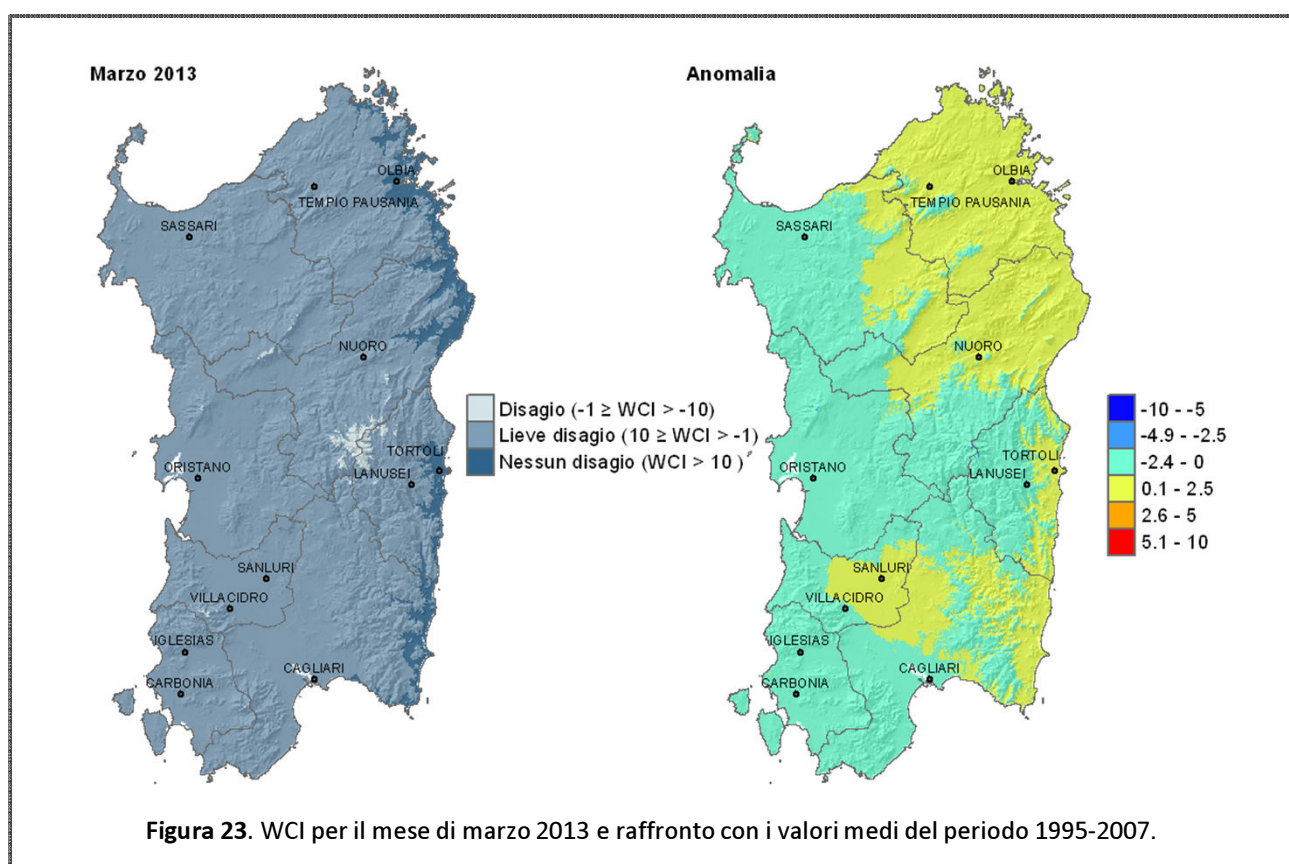 Marzo 2013
OLBIA
TEMPIO PAUSANIA
SASSARI
NUORO
TORTOLI
ORISTANO
LANUSEI
SANLURI
VILLACIDRO
IGLESIAS
CAGLIARI
CARBONIA
Disagio (-1 ≥ WCI > -10)
Lieve disagio (10 ≥ WCI > -1)
Nessun disagio (WCI > 10 )
Anomalia
OLBIA
TEMPIO PAUSANIA
SASSARI
NUORO
TORTOLI
ORISTANO
LANUSEI
SANLURI
VILLACIDRO
IGLESIAS
CAGLIARI
CARBONIA
-10 - -5
-4.9 - -2.5
-2.4 - 0
0.1 - 2.5
2.6 - 5
5.1 - 10
Figura 23. WCI per il mese di marzo 2013 e raffronto con i valori medi del periodo 1995-2007.